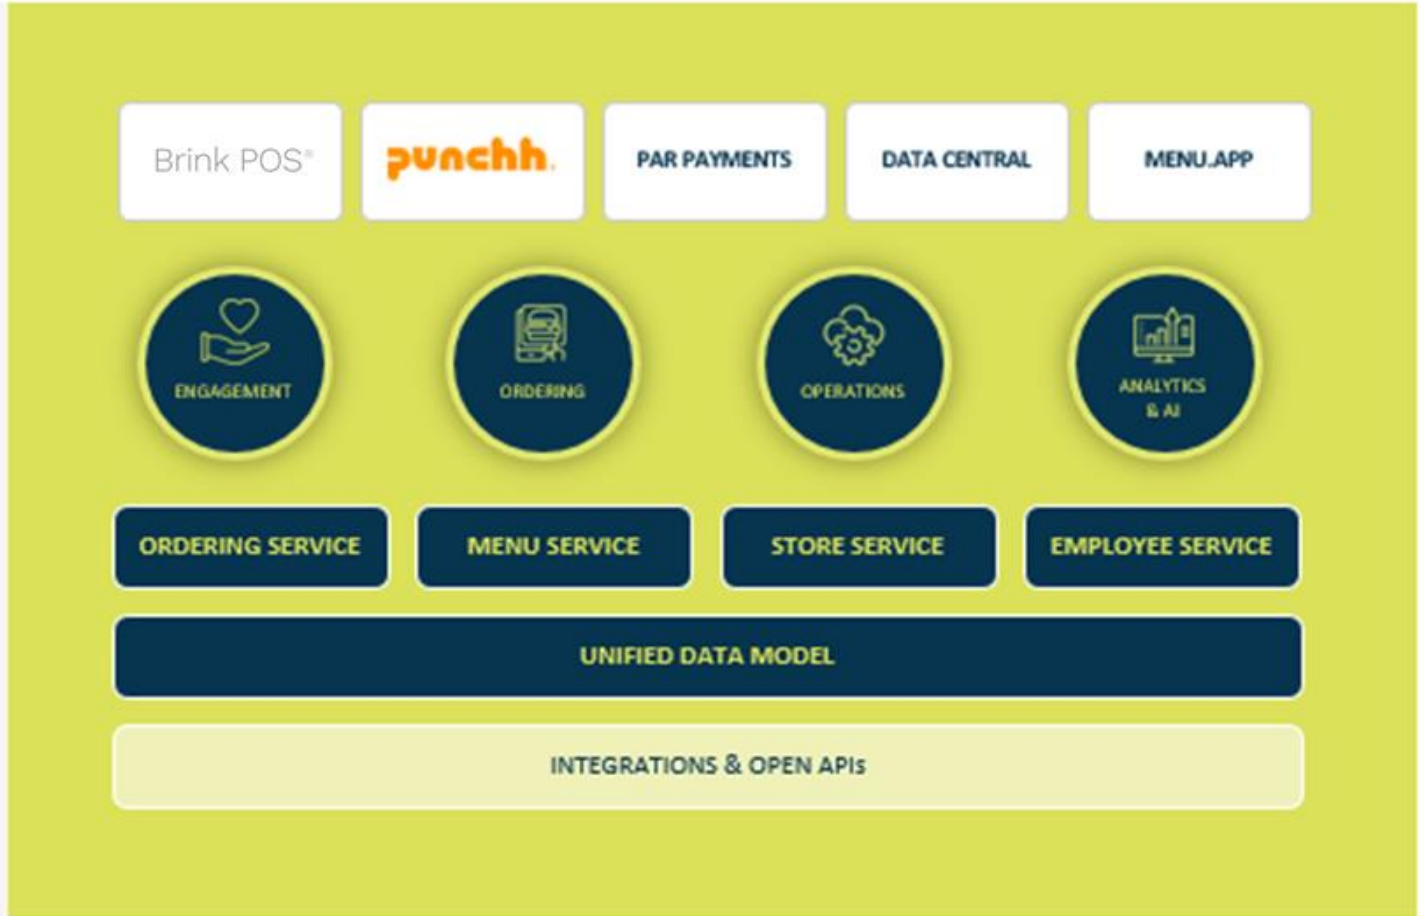 Brink POS®
punchh.
PAR PAYMENTS
DATA CENTRAL
MENU.APP
ENGAGEMENT
ORDERING
OPERATIONS
ANALYTICS
& AI
ORDERING SERVICE
MENU SERVICE
STORE SERVICE
EMPLOYEE SERVICE
UNIFIED DATA MODEL
INTEGRATIONS & OPEN APIs